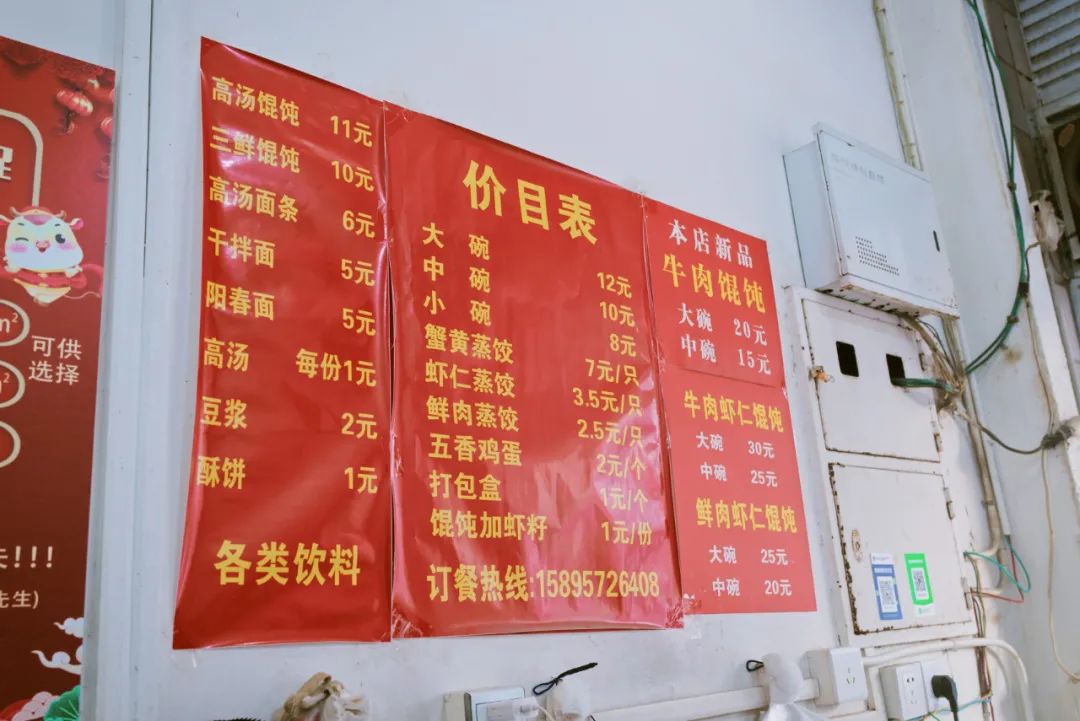 可供
选择
!!!
先生)
高汤馄饨 11元
三鲜馄饨 10元
高汤面条 6元
干拌面 5元
阳春面 5元
高汤 每份1元
豆浆 2元
酥饼 1元
各类饮料
价目表
大碗 12元
中碗 10元
小碗 8元
蟹黄蒸饺 7元/只
虾仁蒸饺 3.5元/只
鲜肉蒸饺 2.5元/只
五香鸡蛋 2元/个
打包盒 1元/个
馄饨加虾籽 1元/份
订餐热线:15895726408
本店新品
牛肉馄饨
大碗 20元
中碗 15元
牛肉虾仁馄饨
大碗 30元
中碗 25元
鲜肉虾仁馄饨
大碗 25元
中碗 20元